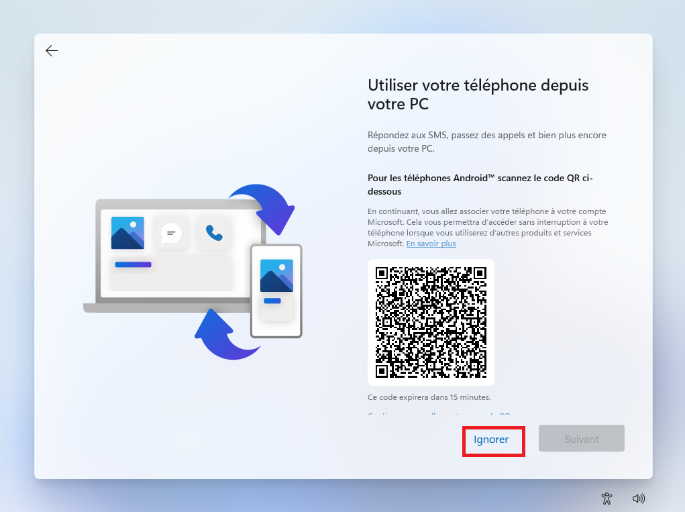 Utiliser votre téléphone depuis
votre PC
Répondez aux SMS, passez des appels et bien plus encore
depuis votre PC.
Pour les téléphones Android™ scannez le code QR ci-
dessous
En continuant, vous allez associer votre téléphone à votre compte
Microsoft. Cela vous permettra d'accéder sans interruption à votre
téléphone lorsque vous utiliserez d'autres produits et services
Microsoft. En savoir plus
Ce code expirera dans 15 minutes.
Ignorer
Suivant